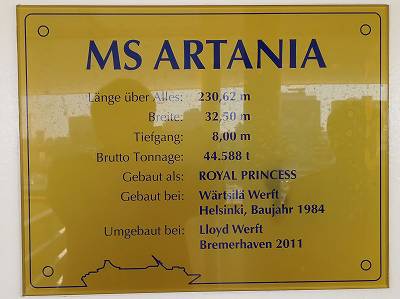 MS ARTANIA
Länge über Alles: 230,62 m
Breite: 32,50 m
Tiefgang: 8,00 m
Brutto Tonnage: 44.588 t
Gebaut als: ROYAL PRINCESS
Gebaut bei: Wärtsilä Werft
Helsinki, Baujahr 1984
Umgebaut bei: Lloyd Werft
Bremerhaven 2011